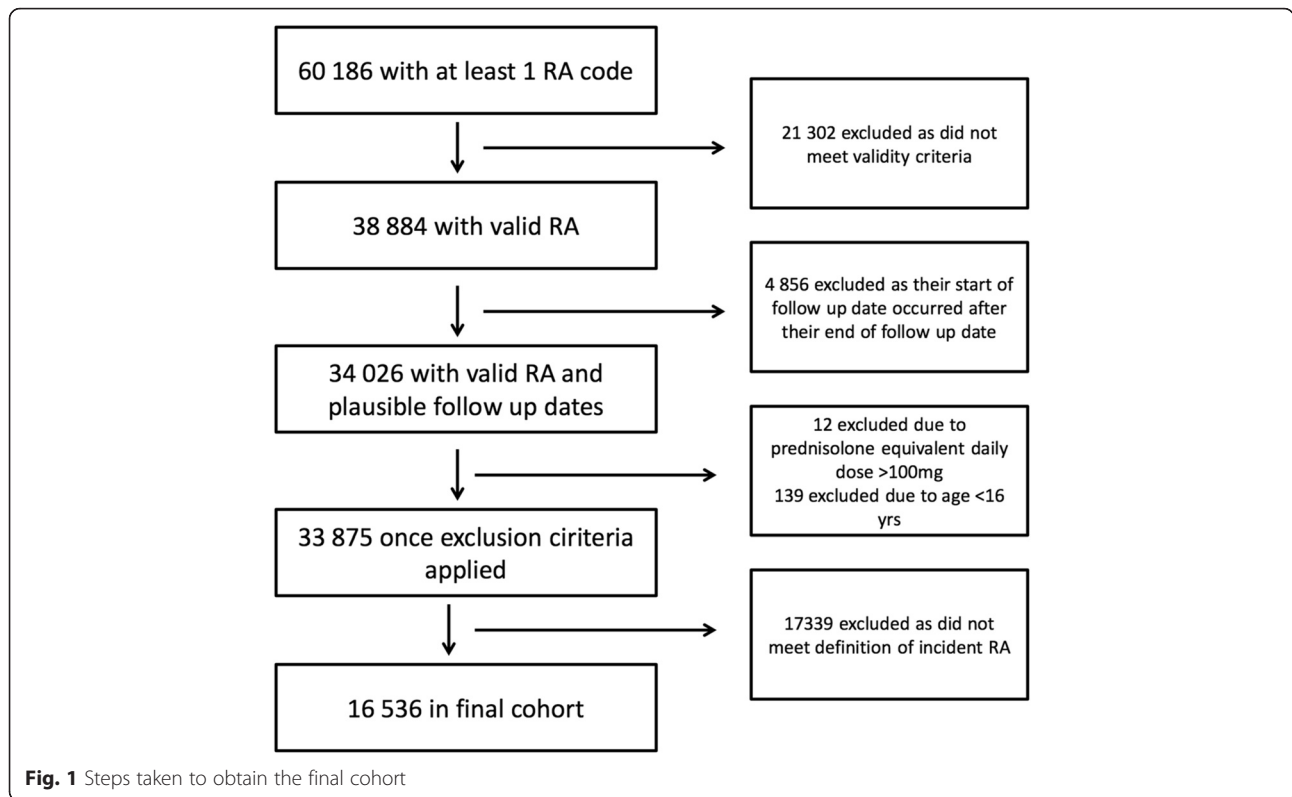 60 186 with at least 1 RA code
21 302 excluded as did not
meet validity criteria
38 884 with valid RA
4 856 excluded as their start of
follow up date occurred after
their end of follow up date
34 026 with valid RA and
plausible follow up dates
12 excluded due to
prednisolone equivalent daily
dose >100mg
139 excluded due to age <16
yrs
33 875 once exclusion ciriteria
applied
17339 excluded as did not
meet definition of incident RA
16 536 in final cohort
Fig. 1 Steps taken to obtain the final cohort